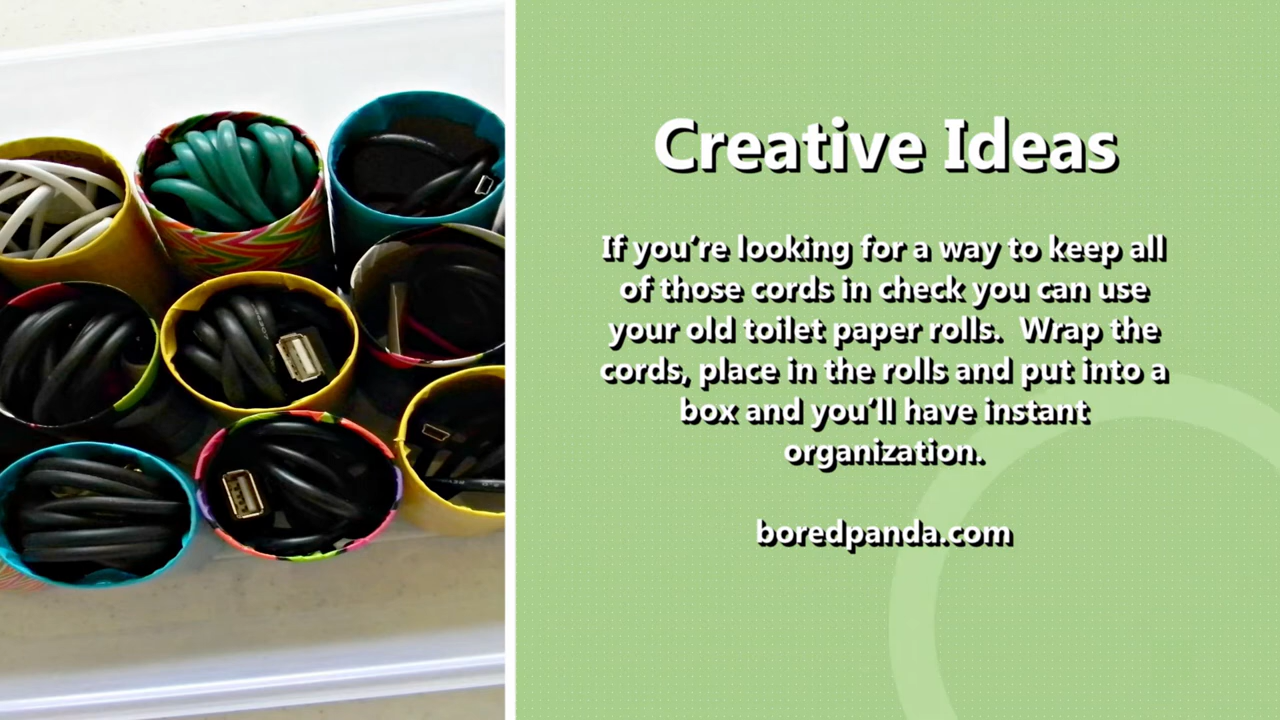 Creative Ideas
If you're looking for a way to keep all
of those cords in check you can use
your old toilet paper rolls.  Wrap the
cords, place in the rolls and put into a
box and you'll have instant
organization.
boredpanda.com